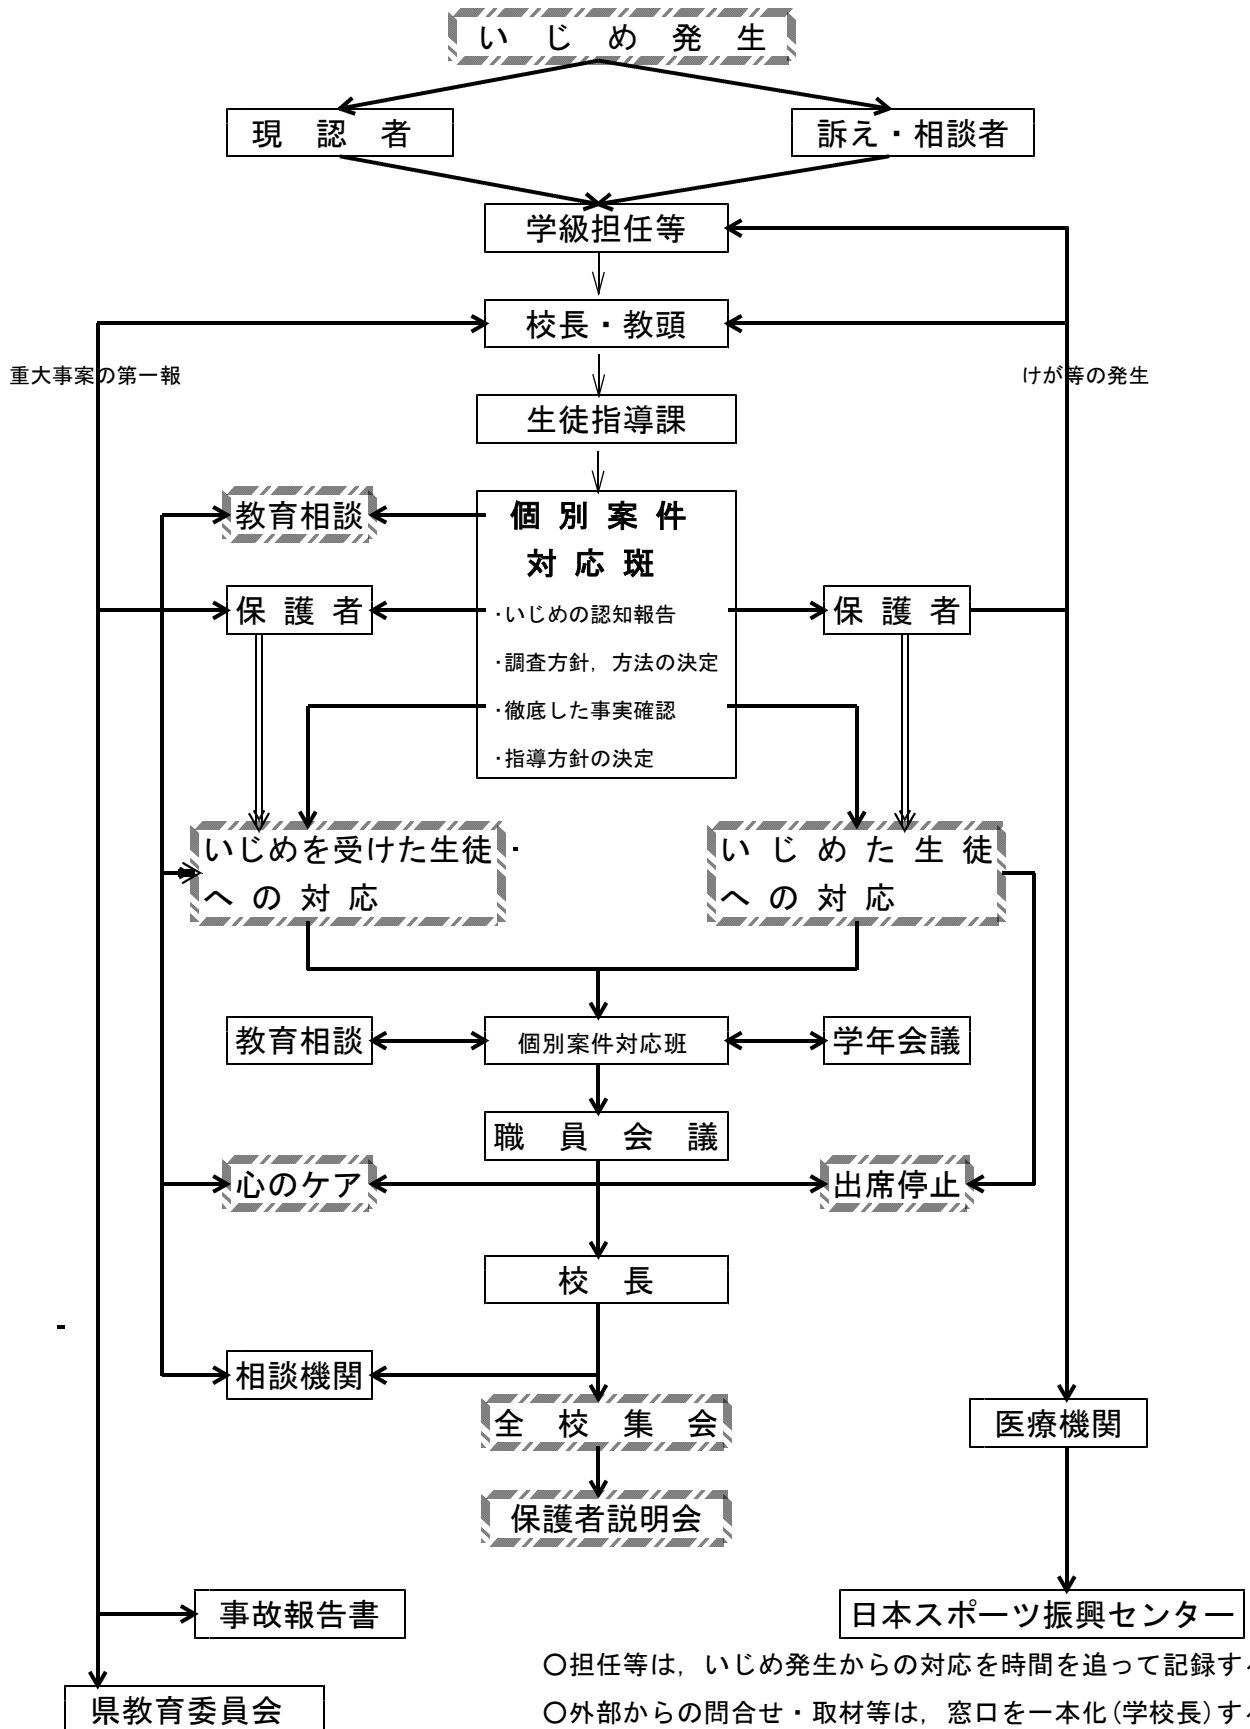 いじめ発生
現認者
訴え・相談者
学級担任等
校長・教頭
重大事案の第一報
けが等の発生
生徒指導課
教育相談
個別案件
対応班
・いじめの認知報告
・調査方針，方法の決定
・徹底した事実確認
・指導方針の決定
保護者
保護者
いじめを受けた生徒
への対応
いじめた生徒
への対応
教育相談
個別案件対応班
学年会議
職員会議
心のケア
出席停止
校長
相談機関
全校集会
医療機関
保護者説明会
事故報告書
日本スポーツ振興センター
○担任等は，いじめ発生からの対応を時間を追って記録する
県教育委員会
○外部からの問合せ・取材等は，窓口を一本化(学校長)する